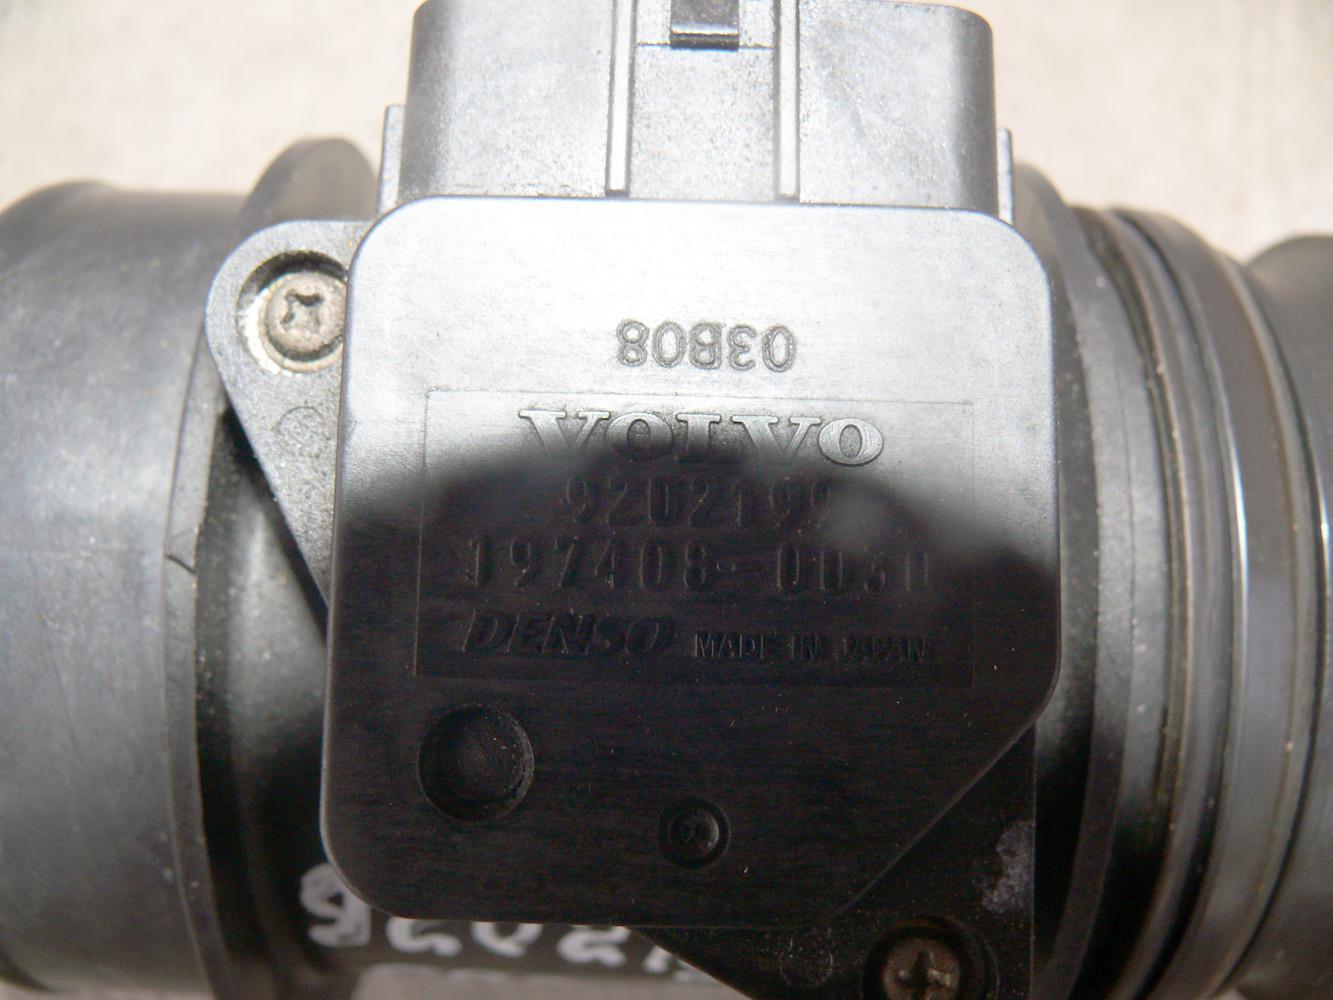 03B08
VOLVO
9202199
197408-0030
DENSO MADE IN JAPAN